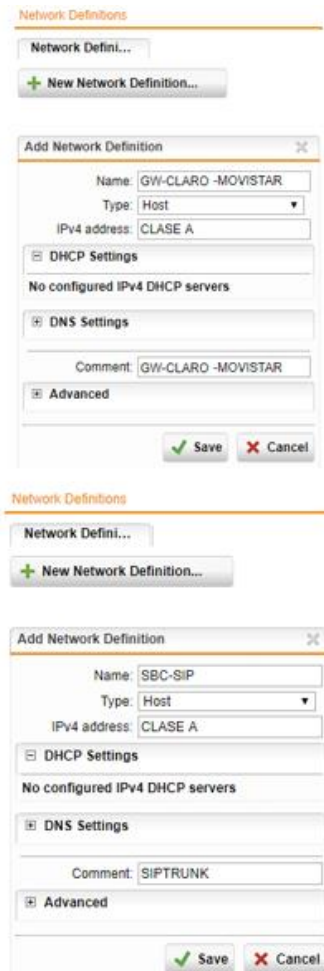 Network Definitions
Network Defini...
+ New Network Definition...
Add Network Definition
Name: GW-CLARO -MOVISTAR
Type: Host
IPv4 address: CLASE A
DHCP Settings
No configured IPv4 DHCP servers
DNS Settings
Comment: GW-CLARO -MOVISTAR
Advanced
Save Cancel
Network Definitions
Network Defini...
+ New Network Definition...
Add Network Definition
Name: SBC-SIP
Type: Host
IPv4 address: CLASE A
DHCP Settings
No configured IPv4 DHCP servers
DNS Settings
Comment: SIPTRUNK
Advanced
Save Cancel